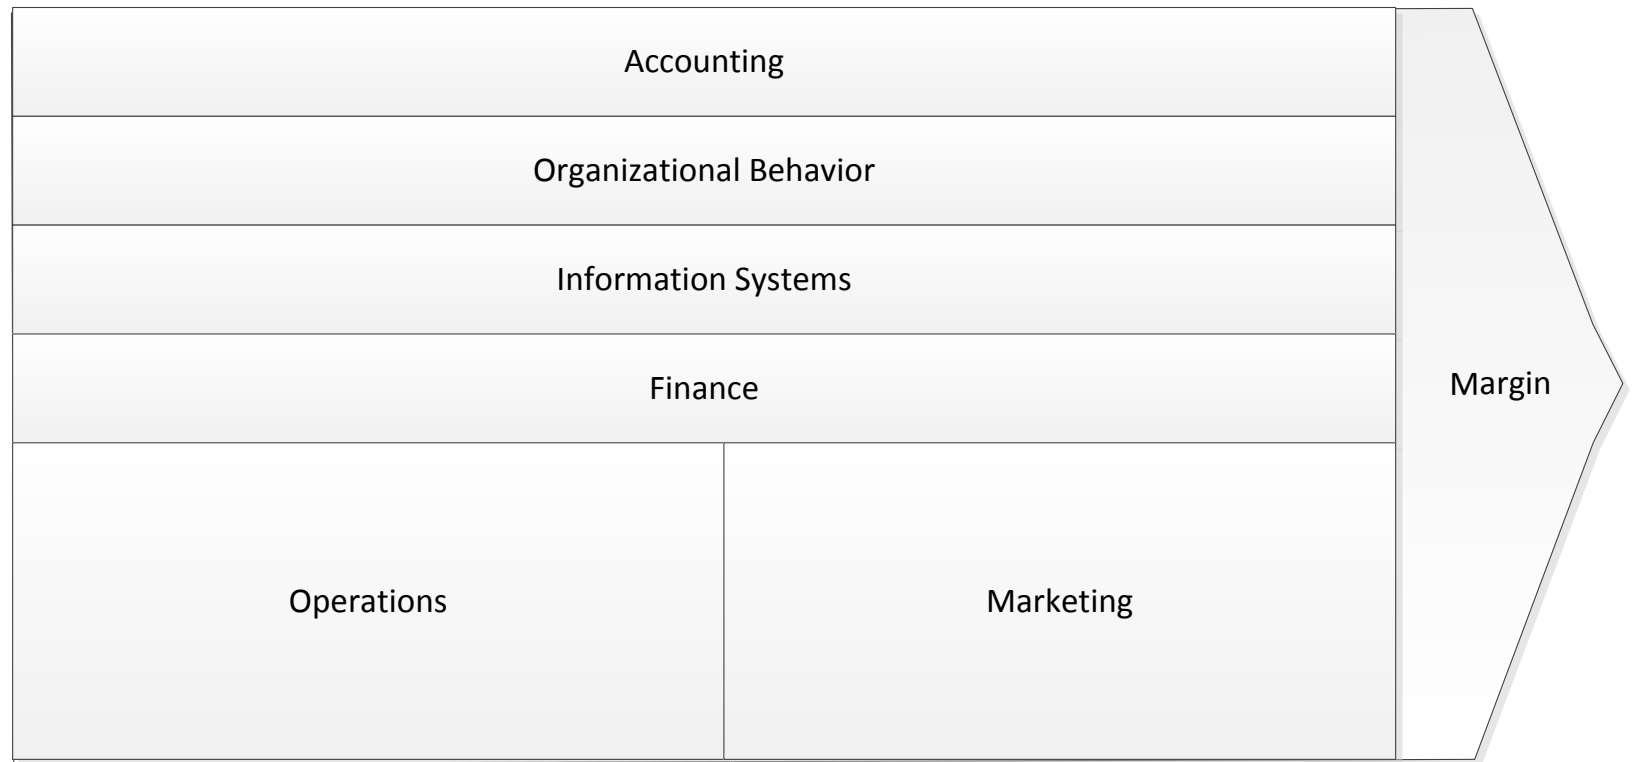 Accounting
Organizational Behavior
Information Systems
Finance
Margin
Operations
Marketing